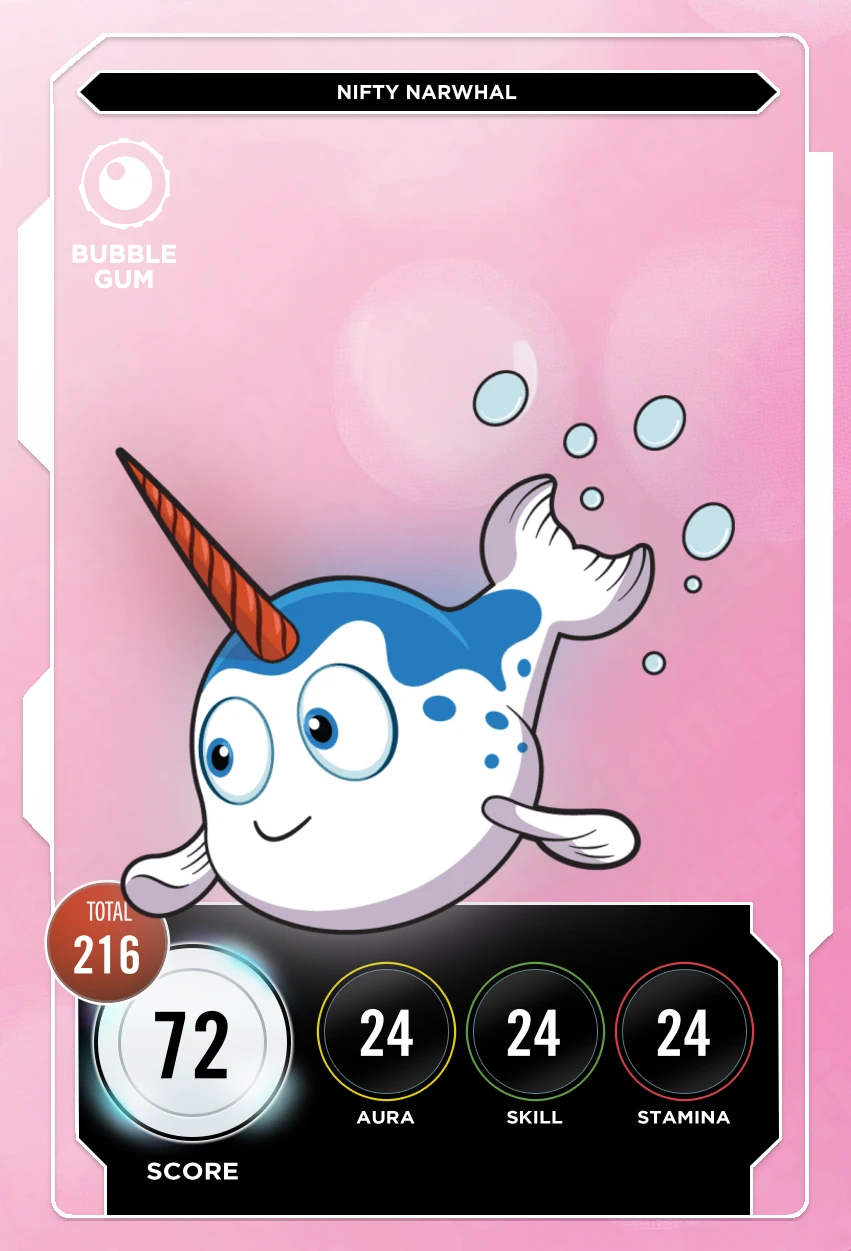 NIFTY NARWHAL
BUBBLE
GUM
TOTAL
216
72
SCORE
24
AURA
24
SKILL
24
STAMINA